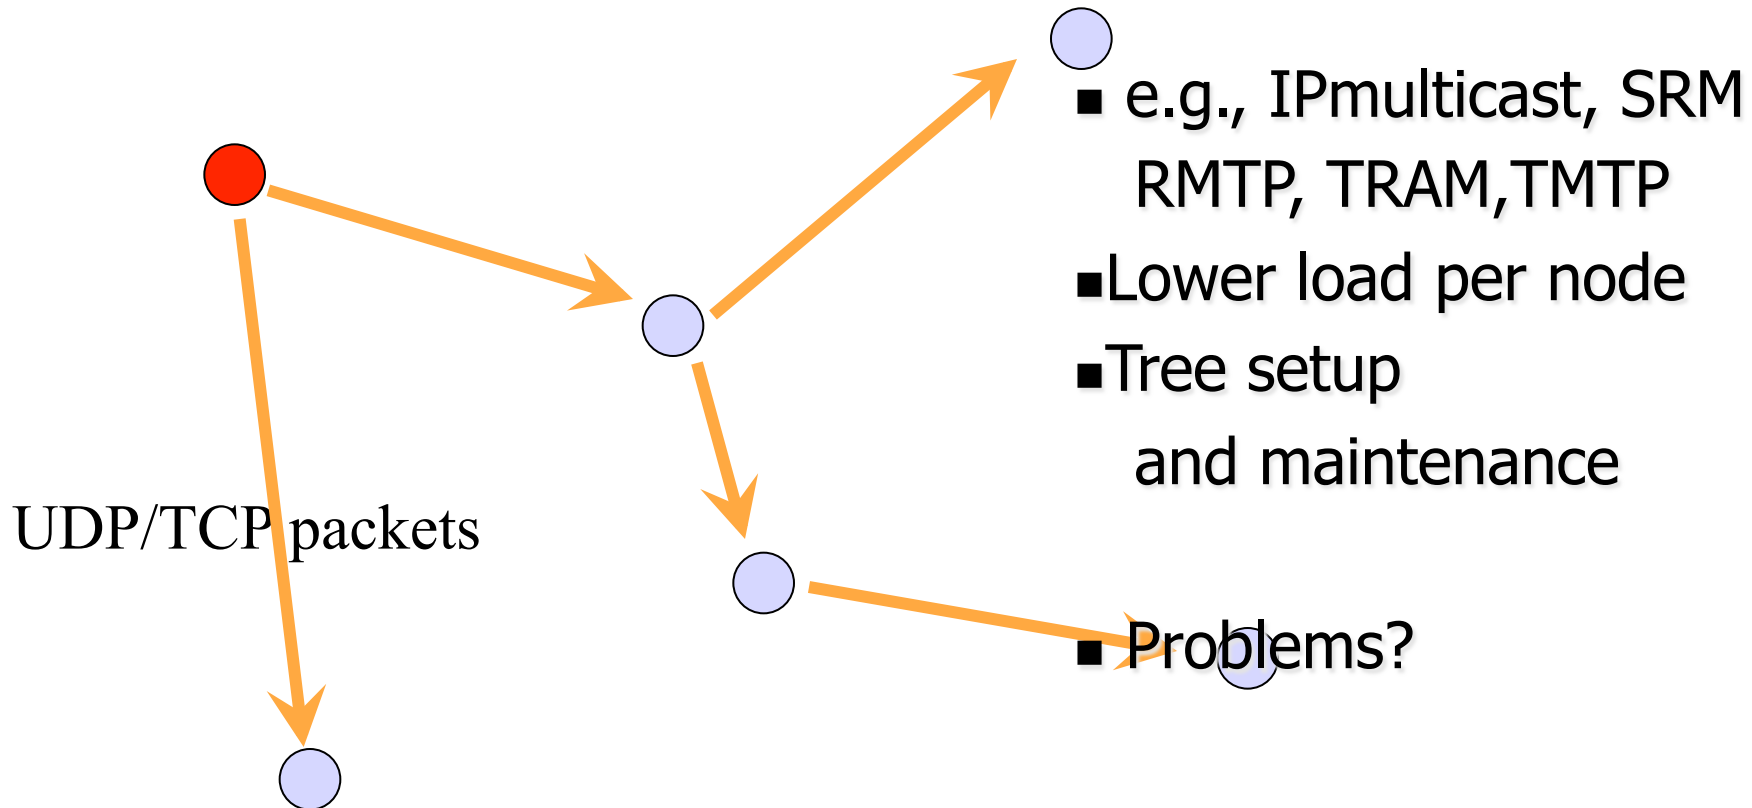 ■ e.g., IPmulticast, SRM
RMTP, TRAM,TMTP
■Lower load per node
■Tree setup
and maintenance
UDP/TCP packets
■ Problems?